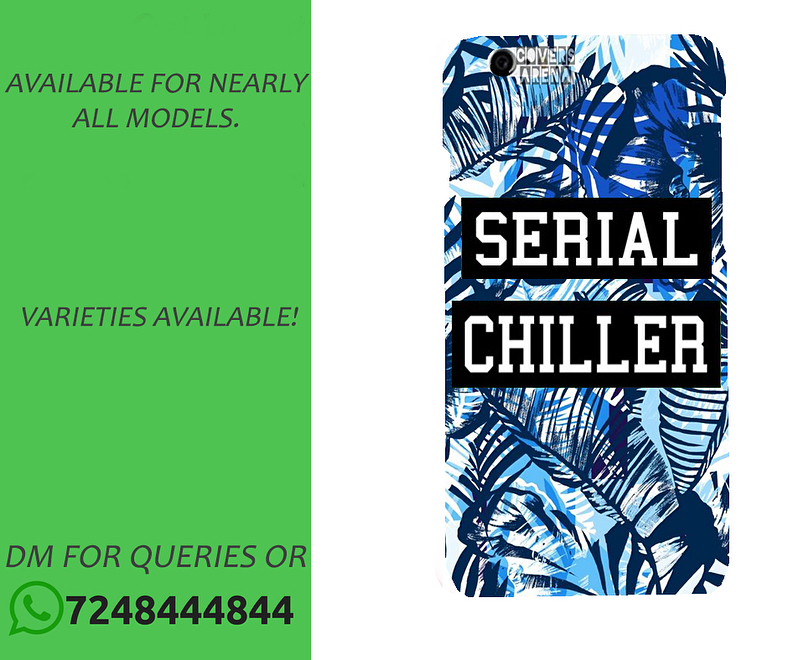 AVAILABLE FOR NEARLY
ALL MODELS.
VARIETIES AVAILABLE!
DM FOR QUERIES OR
7248444844
COVERS
ARENA
SERIAL
CHILLER